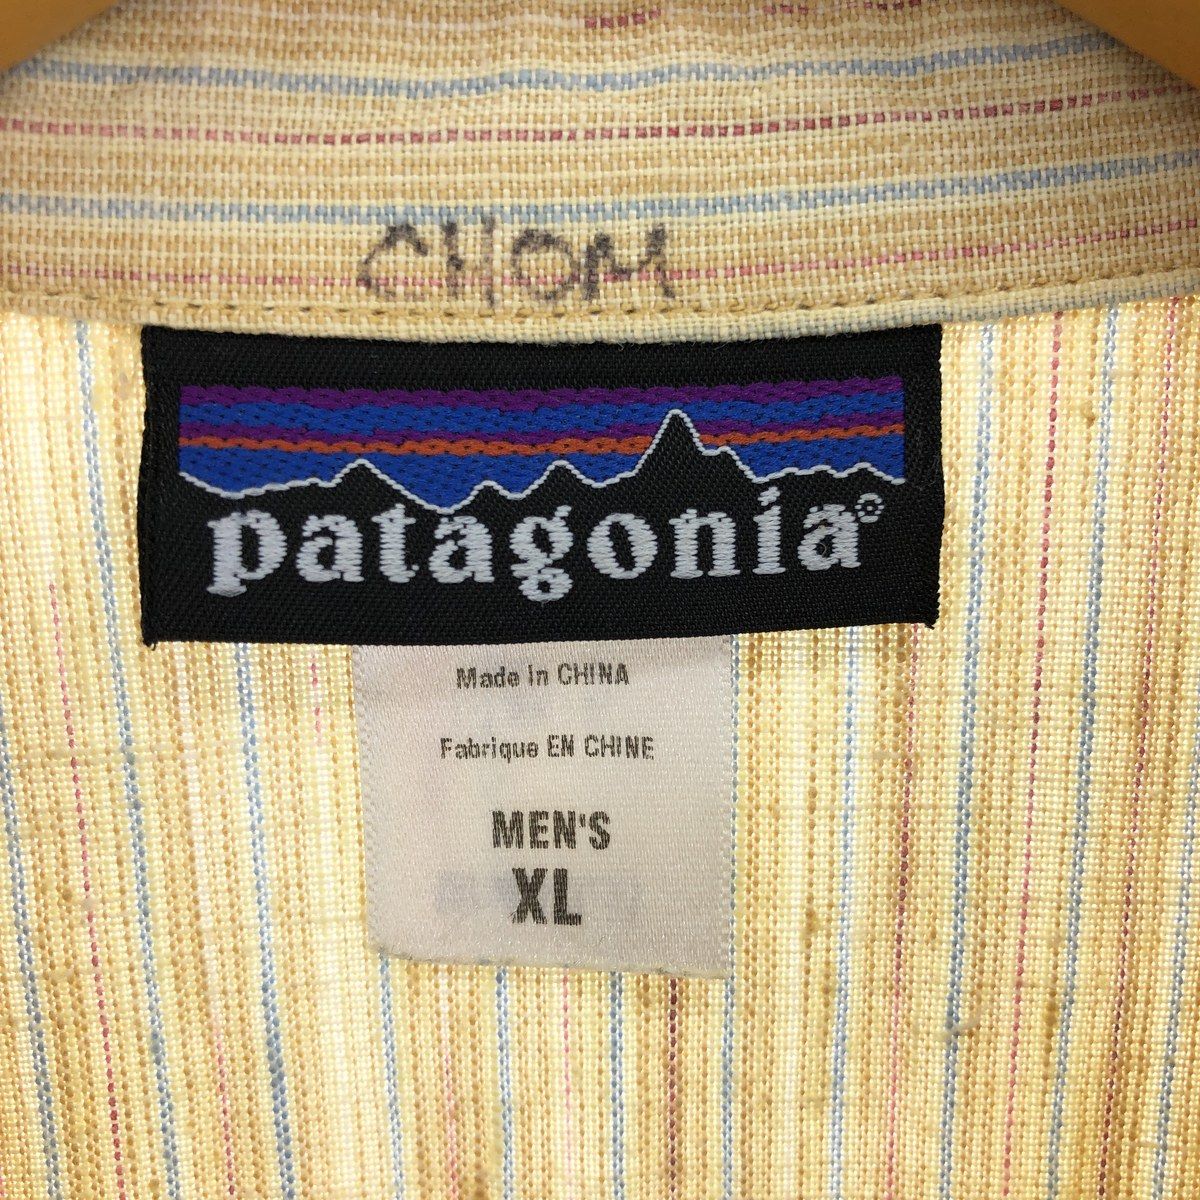 CHOM
patagonia®
Made in CHINA
Fabrique EN CHINE
MEN'S
XL